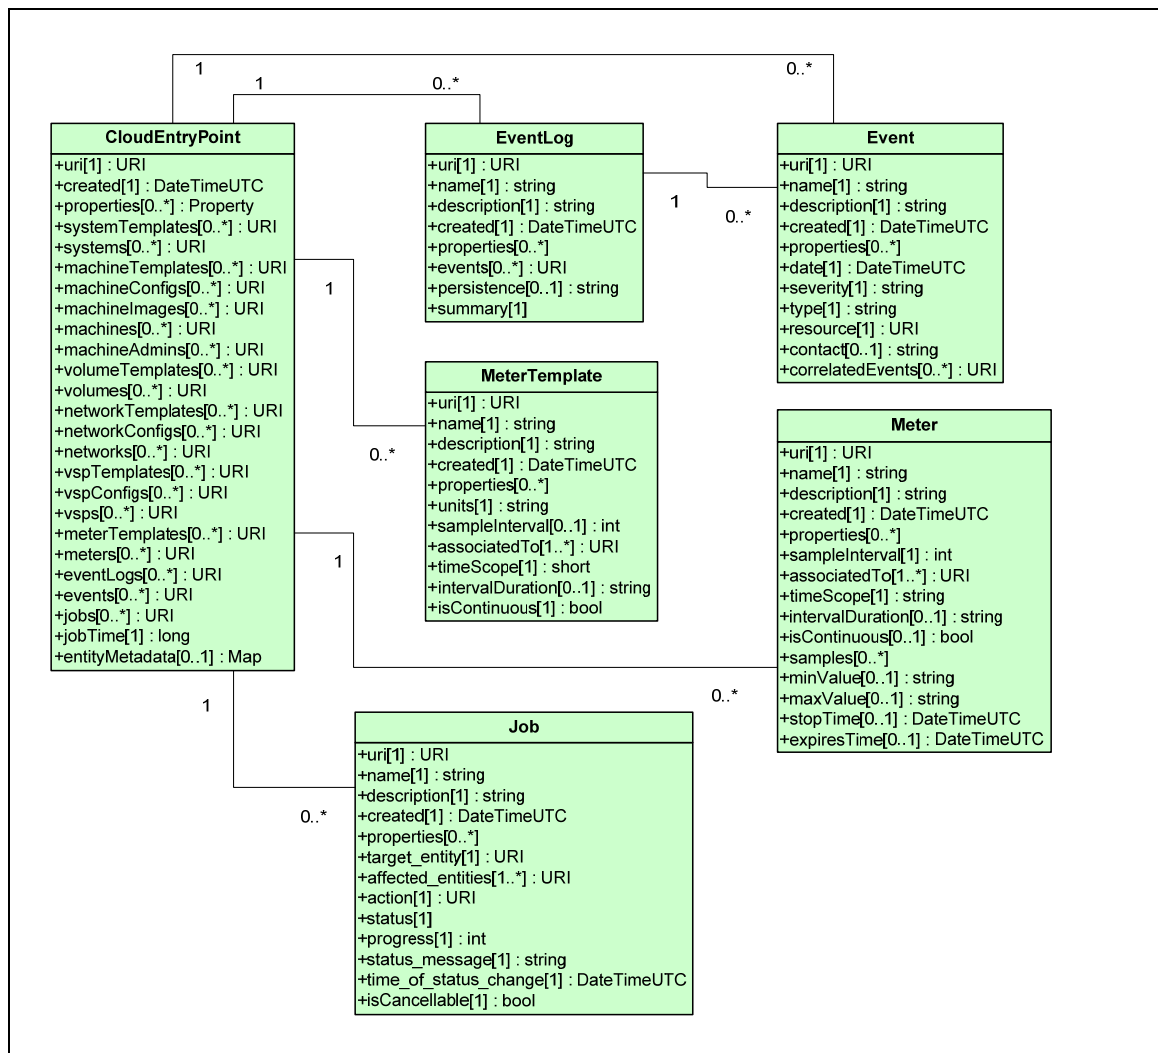 1
0..*
1
0..*
CloudEntryPoint
+uri[1] : URI
+created[1] : DateTimeUTC
+properties[0..*] : Property
+systemTemplates[0..*] : URI
+systems[0..*] : URI
+machineTemplates[0..*] : URI
+machineConfigs[0..*] : URI
+machineImages[0..*] : URI
+machines[0..*] : URI
+machineAdmins[0..*] : URI
+volumeTemplates[0..*] : URI
+volumes[0..*] : URI
+networkTemplates[0..*] : URI
+networkConfigs[0..*] : URI
+networks[0..*] : URI
+vspTemplates[0..*] : URI
+vspConfigs[0..*] : URI
+vsps[0..*] : URI
+meterTemplates[0..*] : URI
+meters[0..*] : URI
+eventLogs[0..*] : URI
+events[0..*] : URI
+jobs[0..*] : URI
+jobTime[1] : long
+entityMetadata[0..1] : Map
EventLog
+uri[1] : URI
+name[1] : string
+description[1] : string
+created[1] : DateTimeUTC
+properties[0..*]
+events[0..*] : URI
+persistence[0..1] : string
+summary[1]
1
0..*
Event
+uri[1] : URI
+name[1] : string
+description[1] : string
+created[1] : DateTimeUTC
+properties[0..*]
+date[1] : DateTimeUTC
+severity[1] : string
+type[1] : string
+resource[1] : URI
+contact[0..1] : string
+correlatedEvents[0..*] : URI
1
0..*
MeterTemplate
+uri[1] : URI
+name[1] : string
+description[1] : string
+created[1] : DateTimeUTC
+properties[0..*]
+units[1] : string
+sampleInterval[0..1] : int
+associatedTo[1..*] : URI
+timeScope[1] : short
+intervalDuration[0..1] : string
+isContinuous[1] : bool
1
0..*
Meter
+uri[1] : URI
+name[1] : string
+description[1] : string
+created[1] : DateTimeUTC
+properties[0..*]
+sampleInterval[1] : int
+associatedTo[1..*] : URI
+timeScope[1] : string
+intervalDuration[0..1] : string
+isContinuous[0..1] : bool
+samples[0..*]
+minValue[0..1] : string
+maxValue[0..1] : string
+stopTime[0..1] : DateTimeUTC
+expiresTime[0..1] : DateTimeUTC
1
0..*
Job
+uri[1] : URI
+name[1] : string
+description[1] : string
+created[1] : DateTimeUTC
+properties[0..*]
+target_entity[1] : URI
+affected_entities[1..*] : URI
+action[1] : URI
+status[1]
+progress[1] : int
+status_message[1] : string
+time_of_status_change[1] : DateTimeUTC
+isCancellable[1] : bool